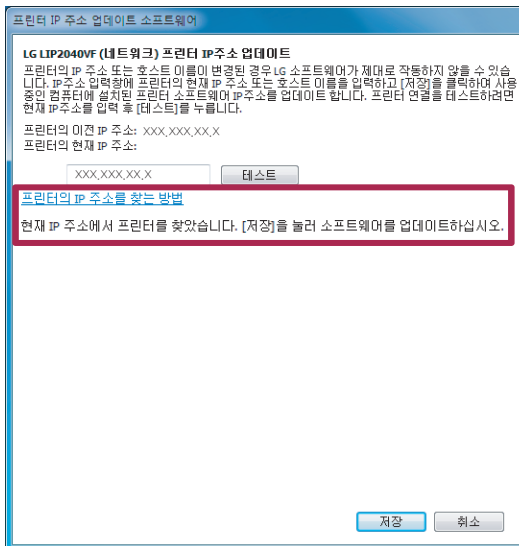 프린터 IP 주소 업데이트 소프트웨어
LG LIP2040VF (네트워크) 프린터 IP주소 업데이트
프린터의 IP 주소 또는 호스트 이름이 변경된 경우 LG 소프트웨어가 제대로 작동하지 않을 수 있습
니다. IP주소 입력창에 프린터의 현재 IP 주소 또는 호스트 이름을 입력하고 [저장]을 클릭하여 사용
중인 컴퓨터에 설치된 프린터 소프트웨어 IP주소를 업데이트 합니다. 프린터 연결을 테스트하려면
현재 IP주소를 입력 후 [테스트]를 누릅니다.
프린터의 이전 IP 주소: XXX.XXX.XX.X
프린터의 현재 IP 주소:
XXX.XXX.XX.X 테스트
프린터의 IP 주소를 찾는 방법
현재 IP 주소에서 프린터를 찾았습니다. [저장]을 눌러 소프트웨어를 업데이트하십시오.
저장 취소